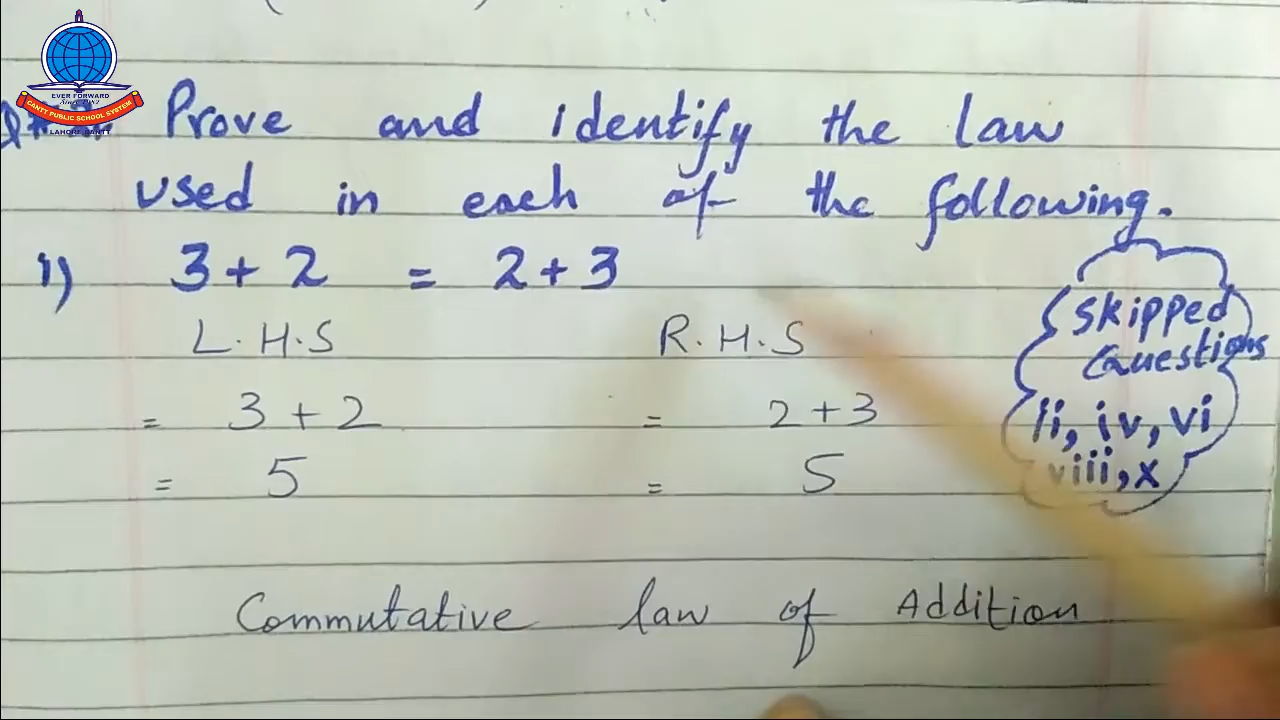 EVER FORWARD
CANTT PUBLIC SCHOOL SYSTEM
LAHORE CANTT
Prove and identify the law
used in each of the following.
1) 3 + 2 = 2 + 3
L.H.S R.H.S
= 3 + 2 = 2 + 3
= 5 = 5
Skipped
Questions
ii, iv, vi
viii, x
Commutative law of Addition